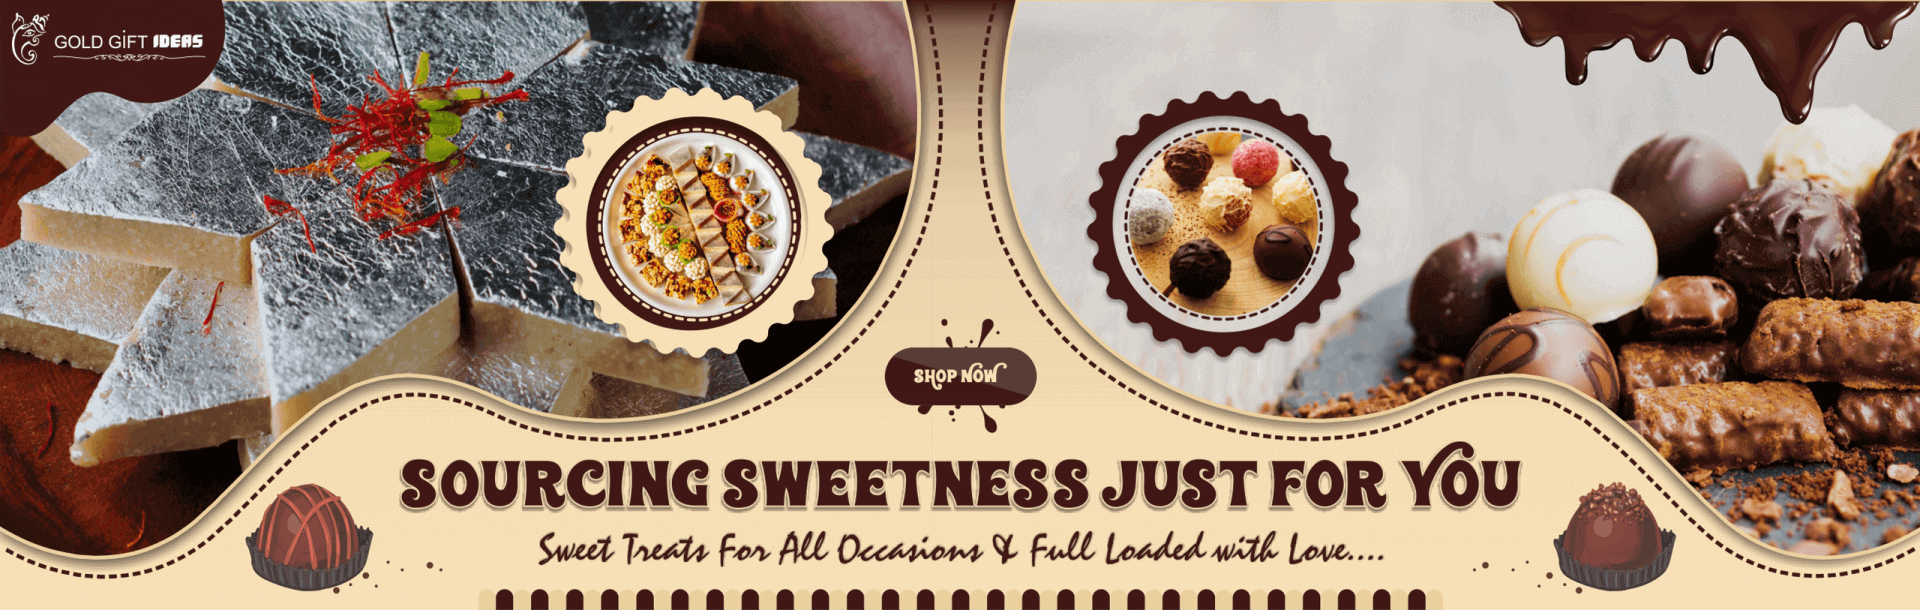 GOLD GIFT IDEAS
SHOP NOW
SOURCING SWEETNESS JUST FOR YOU
Sweet Treats For All Occasions & Full Loaded with Love....